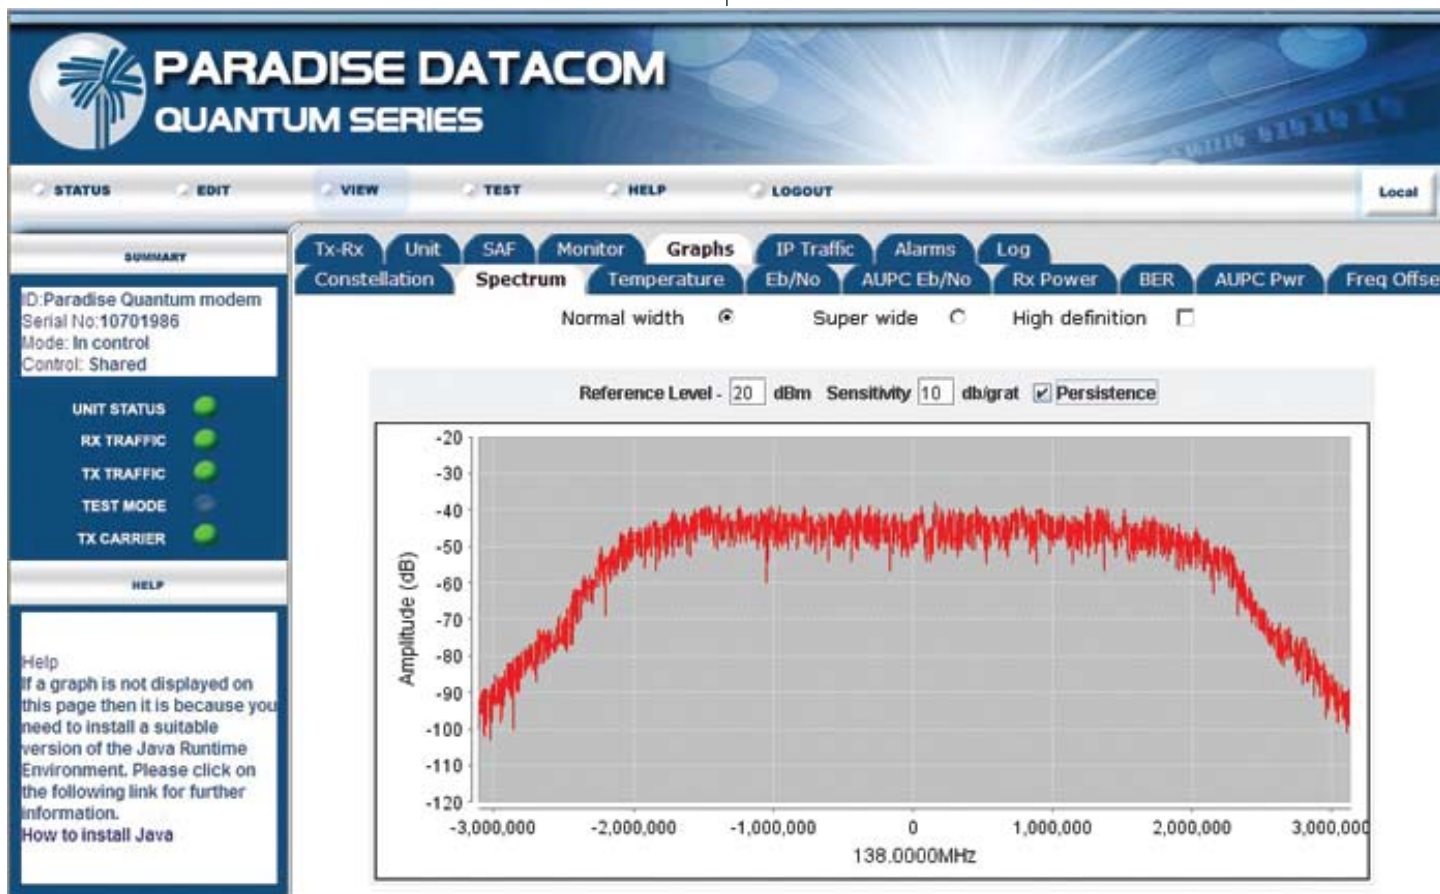 PARADISE DATACOM
QUANTUM SERIES
STATUS EDIT VIEW TEST HELP LOGOUT Local
SUMMARY
ID:Paradise Quantum modem
Serial No:10701986
Mode: In control
Control: Shared
UNIT STATUS
RX TRAFFIC
TX TRAFFIC
TEST MODE
TX CARRIER
HELP
Help
If a graph is not displayed on
this page then it is because you
need to install a suitable
version of the Java Runtime
Environment. Please click on
the following link for further
information.
How to install Java
Tx-Rx Unit SAF Monitor Graphs IP Traffic Alarms Log
Constellation Spectrum Temperature Eb/No AUPC Eb/No Rx Power BER AUPC Pwr Freq Offse
Normal width Super wide High definition
Reference Level - 20 dBm Sensitivity 10 db/grat Persistence
Amplitude (dB)
-20
-30
-40
-50
-60
-70
-80
-90
-100
-110
-120
-3,000,000 -2,000,000 -1,000,000 0 1,000,000 2,000,000 3,000,000
138.0000MHz